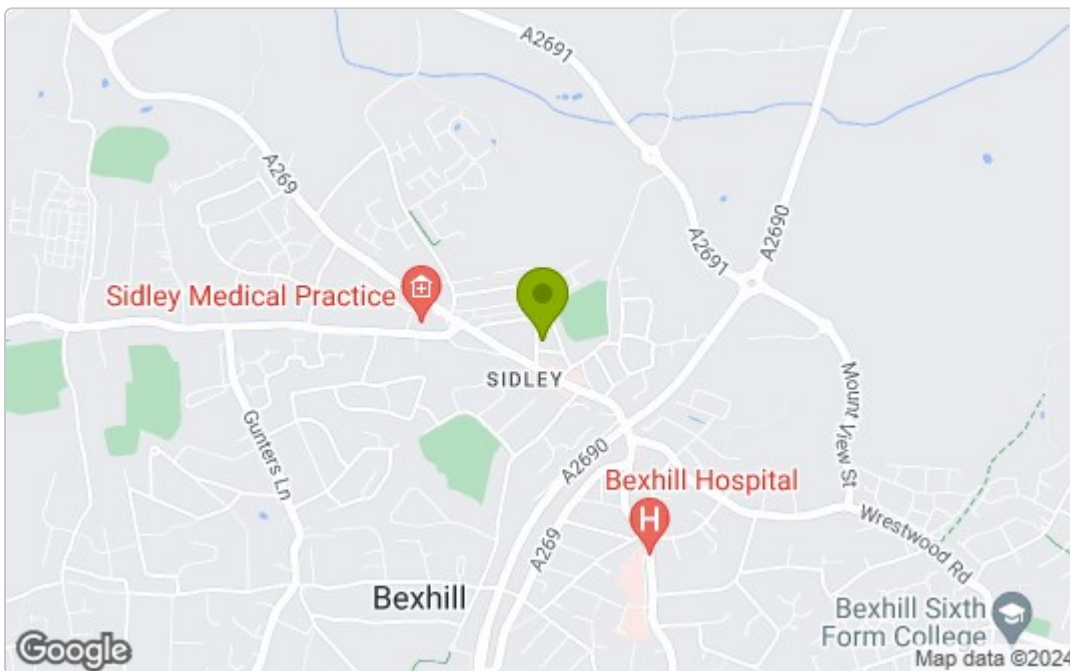 A2691
A269
A2690
A2691
Sidley Medical Practice
SIDLEY
Mount View St
Gunters Ln
A2690
Bexhill Hospital
H
A269
Wrestwood Rd
Bexhill
Bexhill Sixth
Form College
Google
Map data ©2024